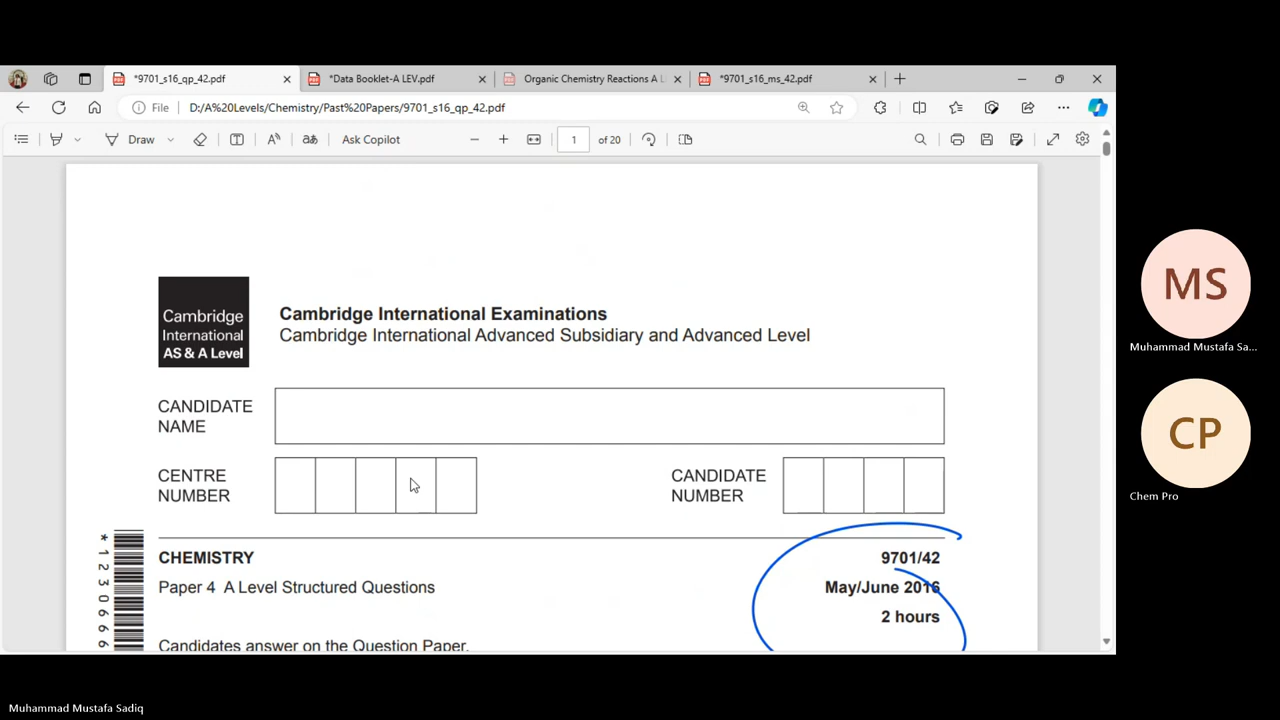 *9701_s16_qp_42.pdf
*Data Booklet-A LEV.pdf
Organic Chemistry Reactions A L
*9701_s16_ms_42.pdf
File
D:/A%20Levels/Chemistry/Past%20Papers/9701_s16_qp_42.pdf
Draw
Ask Copilot
1 of 20
Cambridge
International
AS & A Level
Cambridge International Examinations
Cambridge International Advanced Subsidiary and Advanced Level
CANDIDATE
NAME
CENTRE
NUMBER
CANDIDATE
NUMBER
*1230666
CHEMISTRY
9701/42
Paper 4 A Level Structured Questions
May/June 2016
2 hours
Candidates answer on the Question Paper.
MS
Muhammad Mustafa Sa...
CP
Chem Pro
Muhammad Mustafa Sadiq